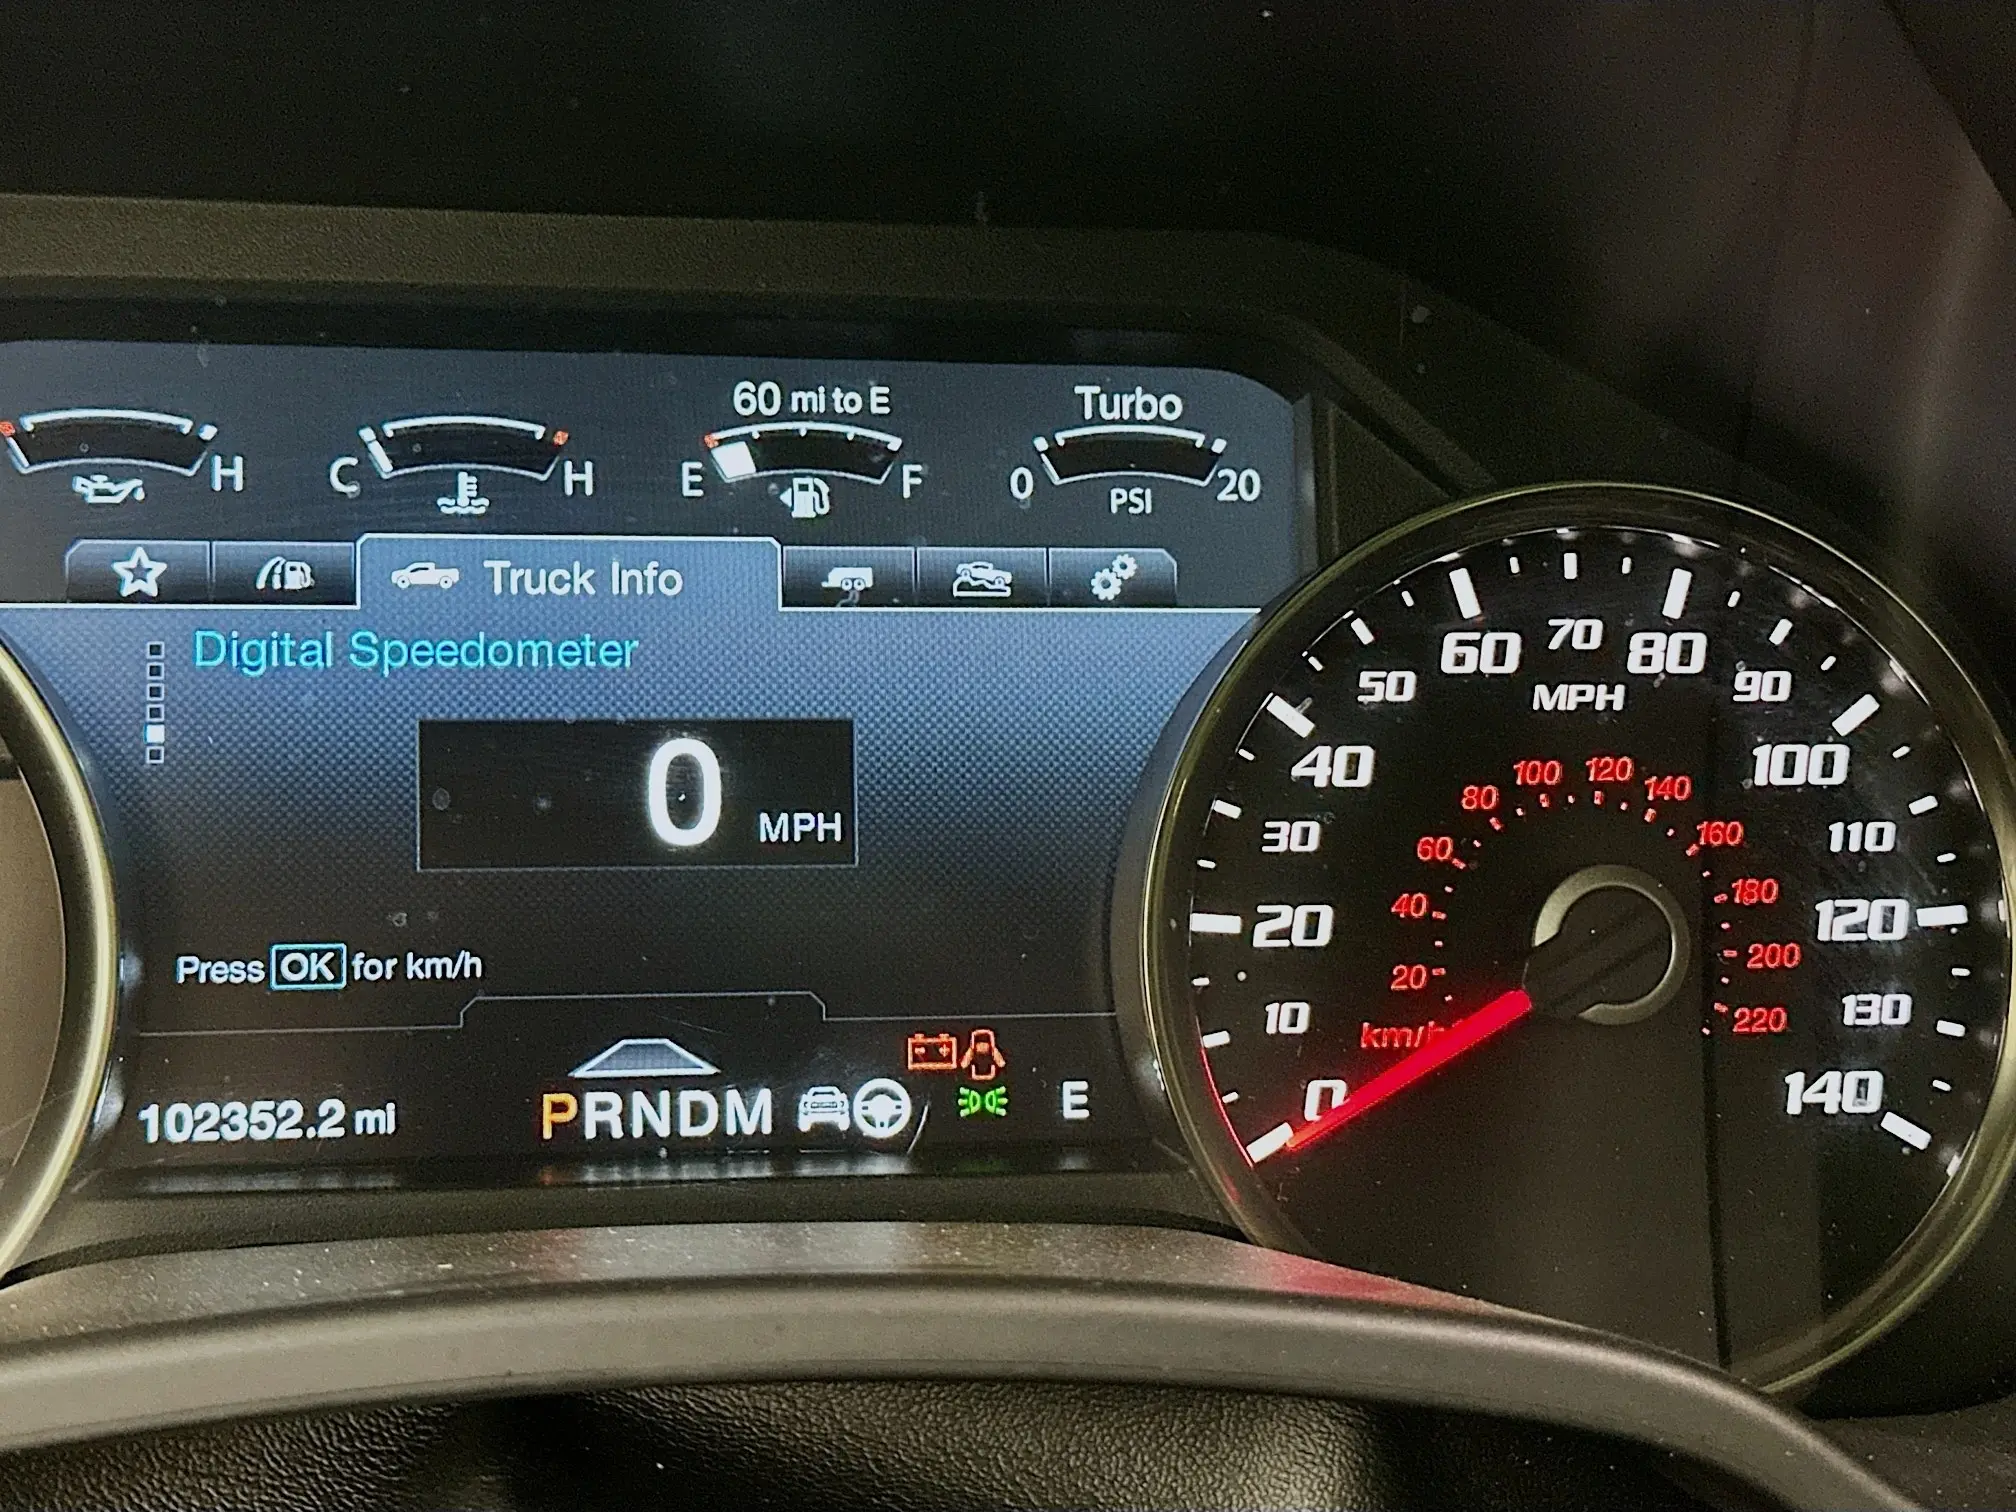 60 mi to E
Turbo
H
C
H
E
F
0
20
PSI
Truck Info
Digital Speedometer
0 MPH
Press OK for km/h
102352.2 mi
PRNDM
E
0
10
20
30
40
50
60
70
80
90
100
110
120
130
140
MPH
20
40
60
80
100
120
140
160
180
200
220
km/h